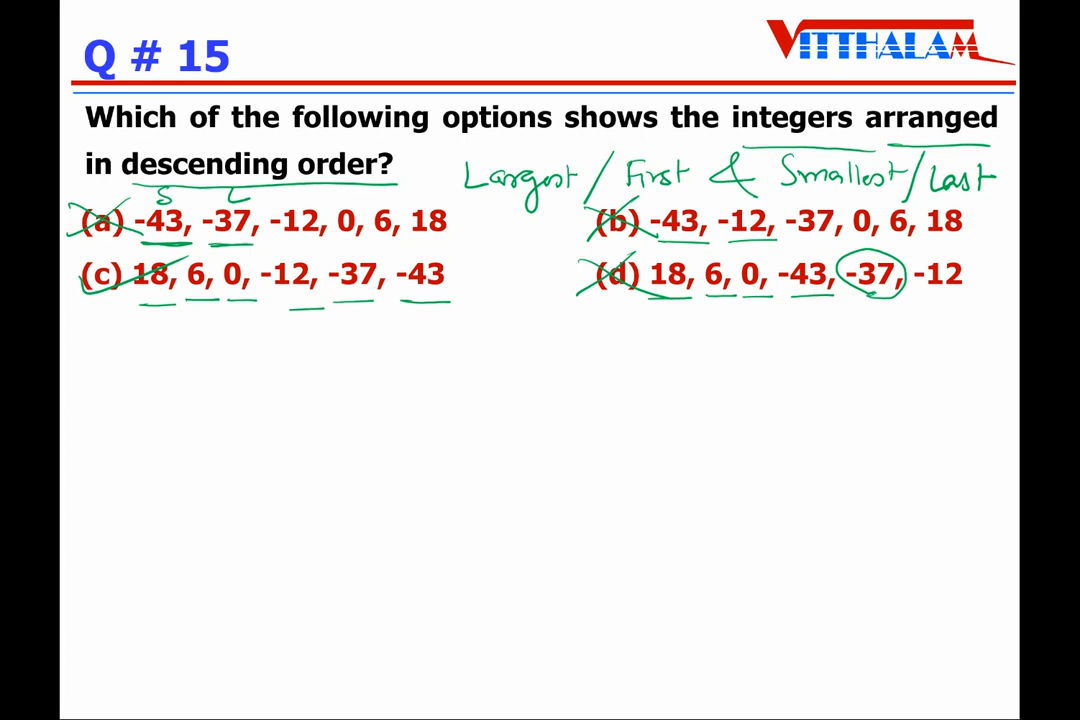 Q # 15
VITTHALAM
Which of the following options shows the integers arranged
in descending order? Largest / First & Smallest / Last
S L
(a) -43, -37, -12, 0, 6, 18 (b) -43, -12, -37, 0, 6, 18
(c) 18, 6, 0, -12, -37, -43 (d) 18, 6, 0, -43, -37, -12